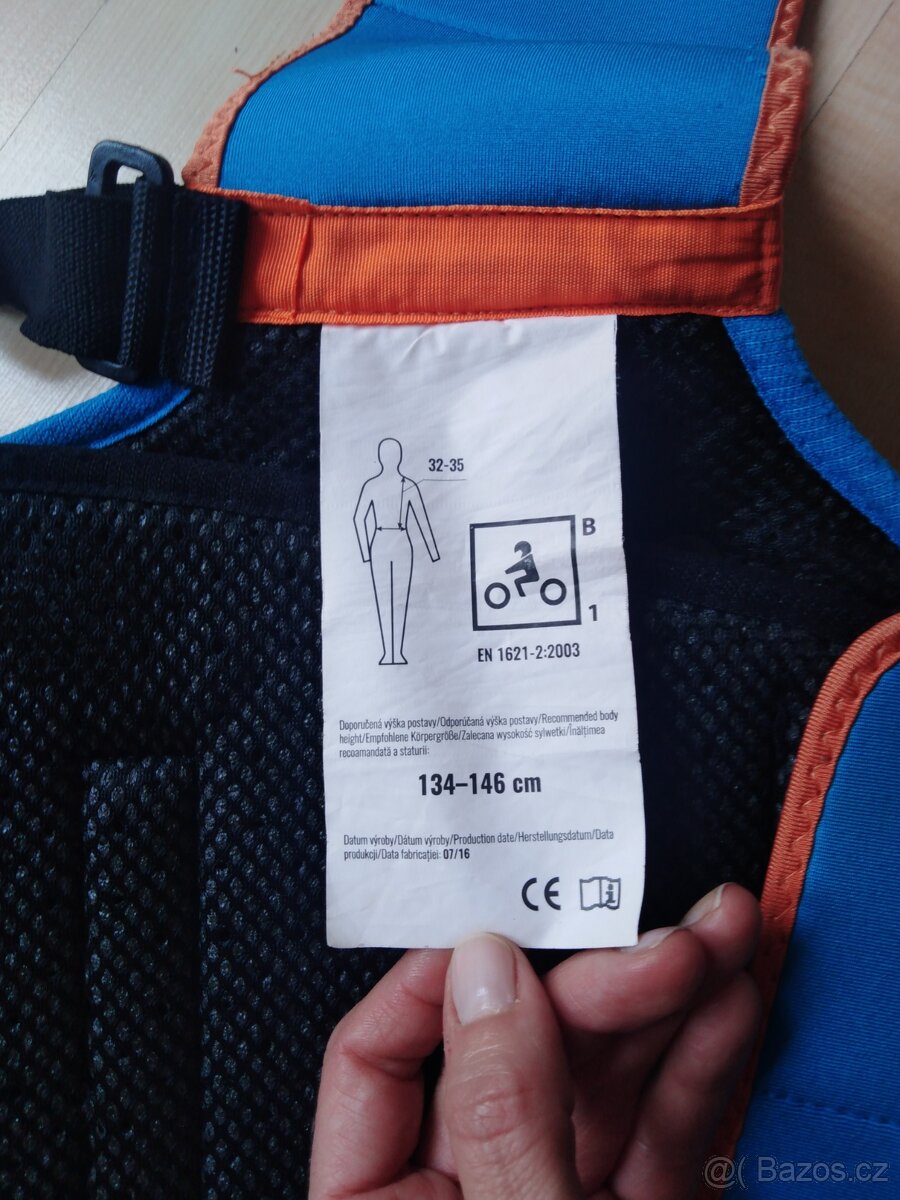 32-35
B
1
EN 1621-2:2003
Doporučená výška postavy/Odporúčaná výška postavy/Recommended body
height/Empfohlene Körpergröße/Zalecana wysokość sylwetki/Înălțimea
recoamandată a staturii:
134–146 cm
Datum výroby/Dátum výroby/Production date/Herstellungsdatum/Data
produkcji/Data fabricației: 07/16
CE i
@( Bazos.cz